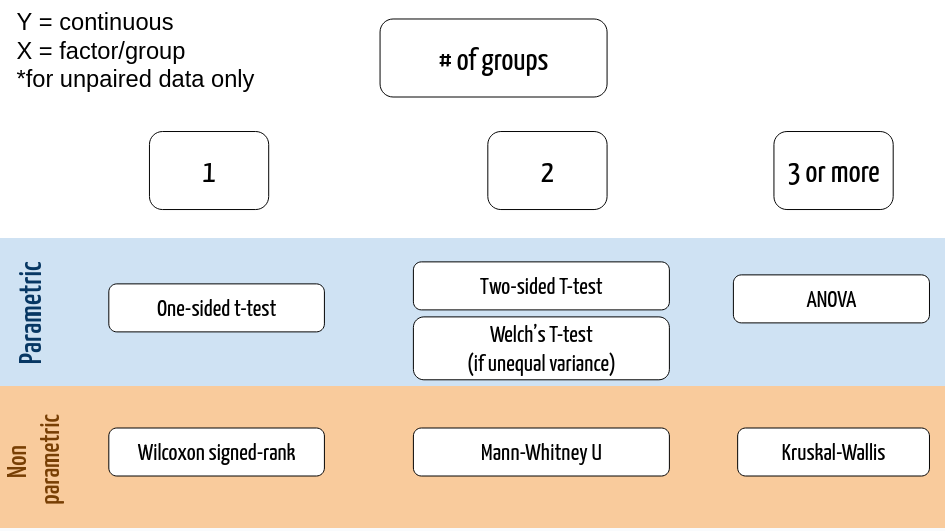 Y = continuous
X = factor/group
*for unpaired data only
# of groups
1
2
3 or more
Parametric
One-sided t-test
Two-sided T-test
Welch's T-test
(if unequal variance)
ANOVA
Non
parametric
Wilcoxon signed-rank
Mann-Whitney U
Kruskal-Wallis